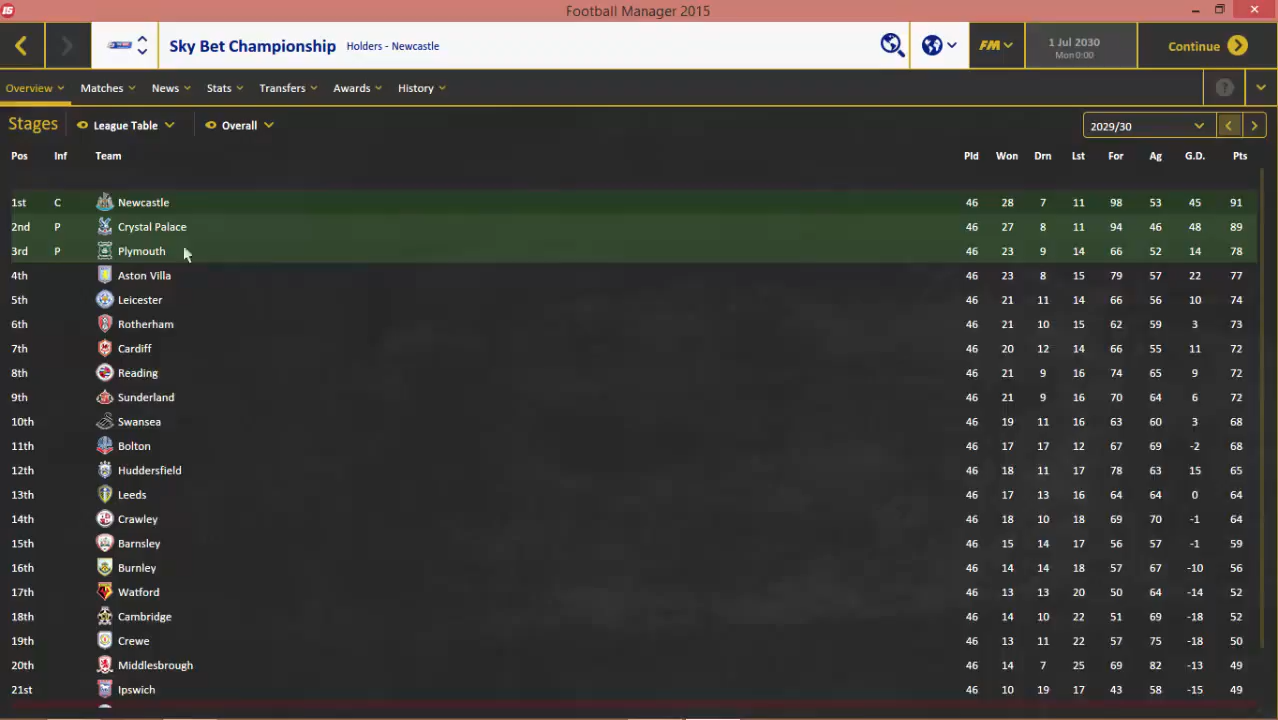 Football Manager 2015
Sky Bet Championship Holders - Newcastle FM 1 Jul 2030 Continue
Mon 0:00
Overview Matches News Stats Transfers Awards History ?
Stages League Table Overall 2029/30
Pos Inf Team Pld Won Drn Lst For Ag G.D. Pts
1st C Newcastle 46 28 7 11 98 53 45 91
2nd P Crystal Palace 46 27 8 11 94 46 48 89
3rd P Plymouth 46 23 9 14 66 52 14 78
4th Aston Villa 46 23 8 15 79 57 22 77
5th Leicester 46 21 11 14 66 56 10 74
6th Rotherham 46 21 10 15 62 59 3 73
7th Cardiff 46 20 12 14 66 55 11 72
8th Reading 46 21 9 16 74 65 9 72
9th Sunderland 46 21 9 16 70 64 6 72
10th Swansea 46 19 11 16 63 60 3 68
11th Bolton 46 17 17 12 67 69 -2 68
12th Huddersfield 46 18 11 17 78 63 15 65
13th Leeds 46 17 13 16 64 64 0 64
14th Crawley 46 18 10 18 69 70 -1 64
15th Barnsley 46 15 14 17 56 57 -1 59
16th Burnley 46 14 14 18 57 67 -10 56
17th Watford 46 13 13 20 50 64 -14 52
18th Cambridge 46 14 10 22 51 69 -18 52
19th Crewe 46 13 11 22 57 75 -18 50
20th Middlesbrough 46 14 7 25 69 82 -13 49
21st Ipswich 46 10 19 17 43 58 -15 49